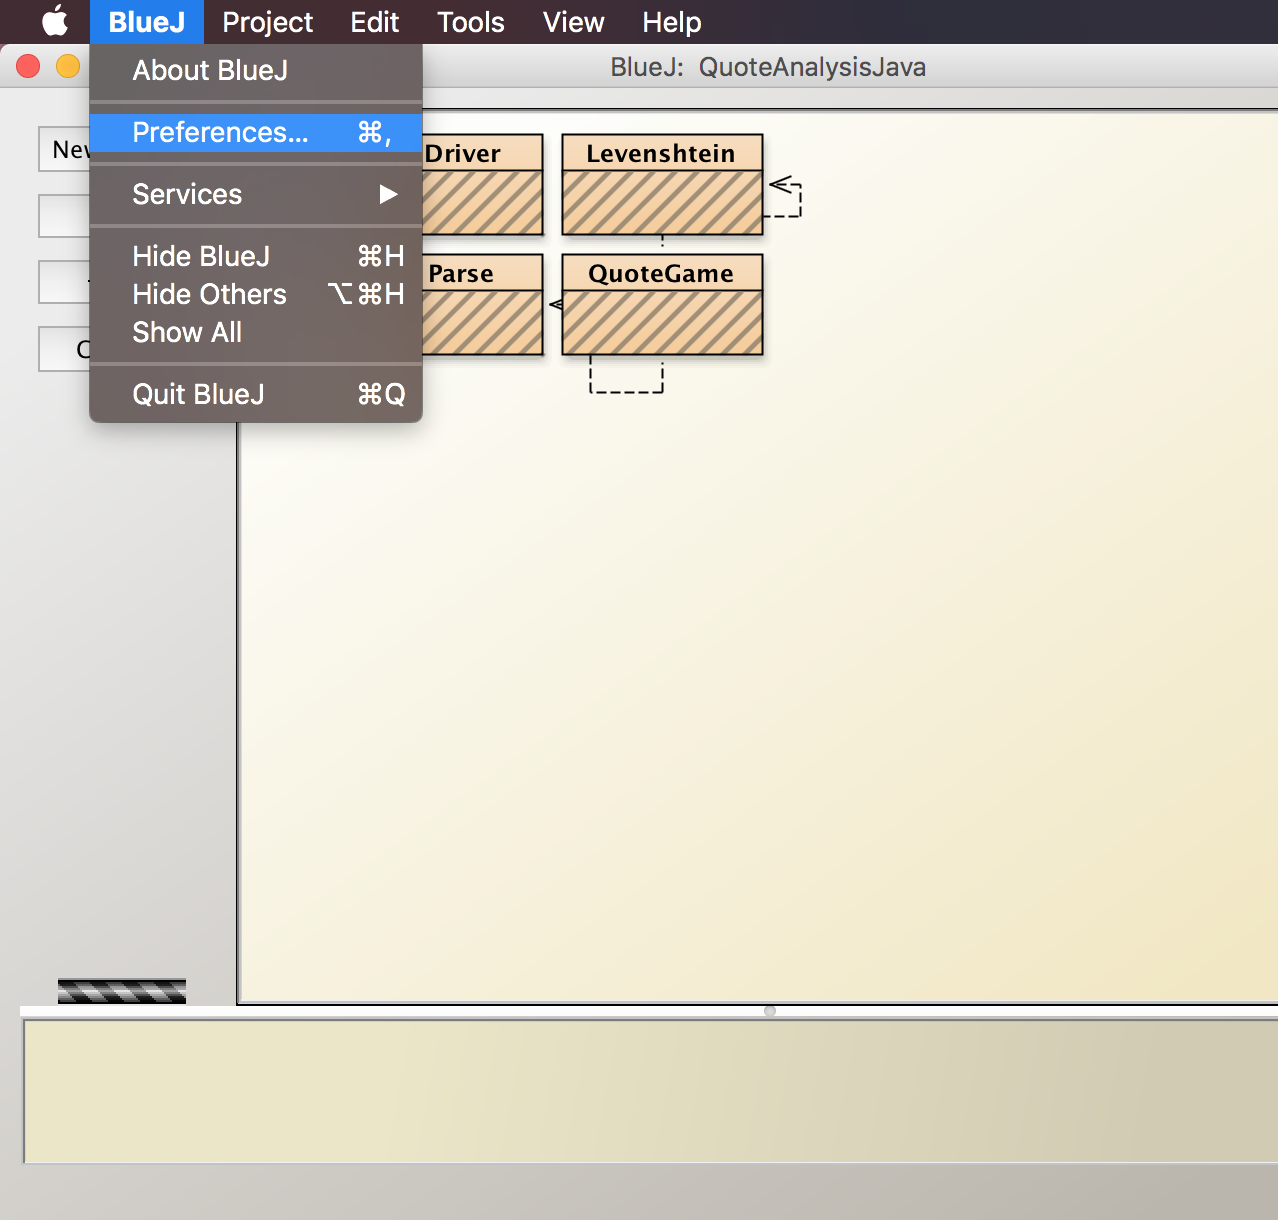 BlueJ Project Edit Tools View Help
BlueJ: QuoteAnalysisJava
About BlueJ
Preferences... ⌘,
Services ▶
Hide BlueJ ⌘H
Hide Others ⌥⌘H
Show All
Quit BlueJ ⌘Q
New
Driver
Levenshtein
Parse
QuoteGame